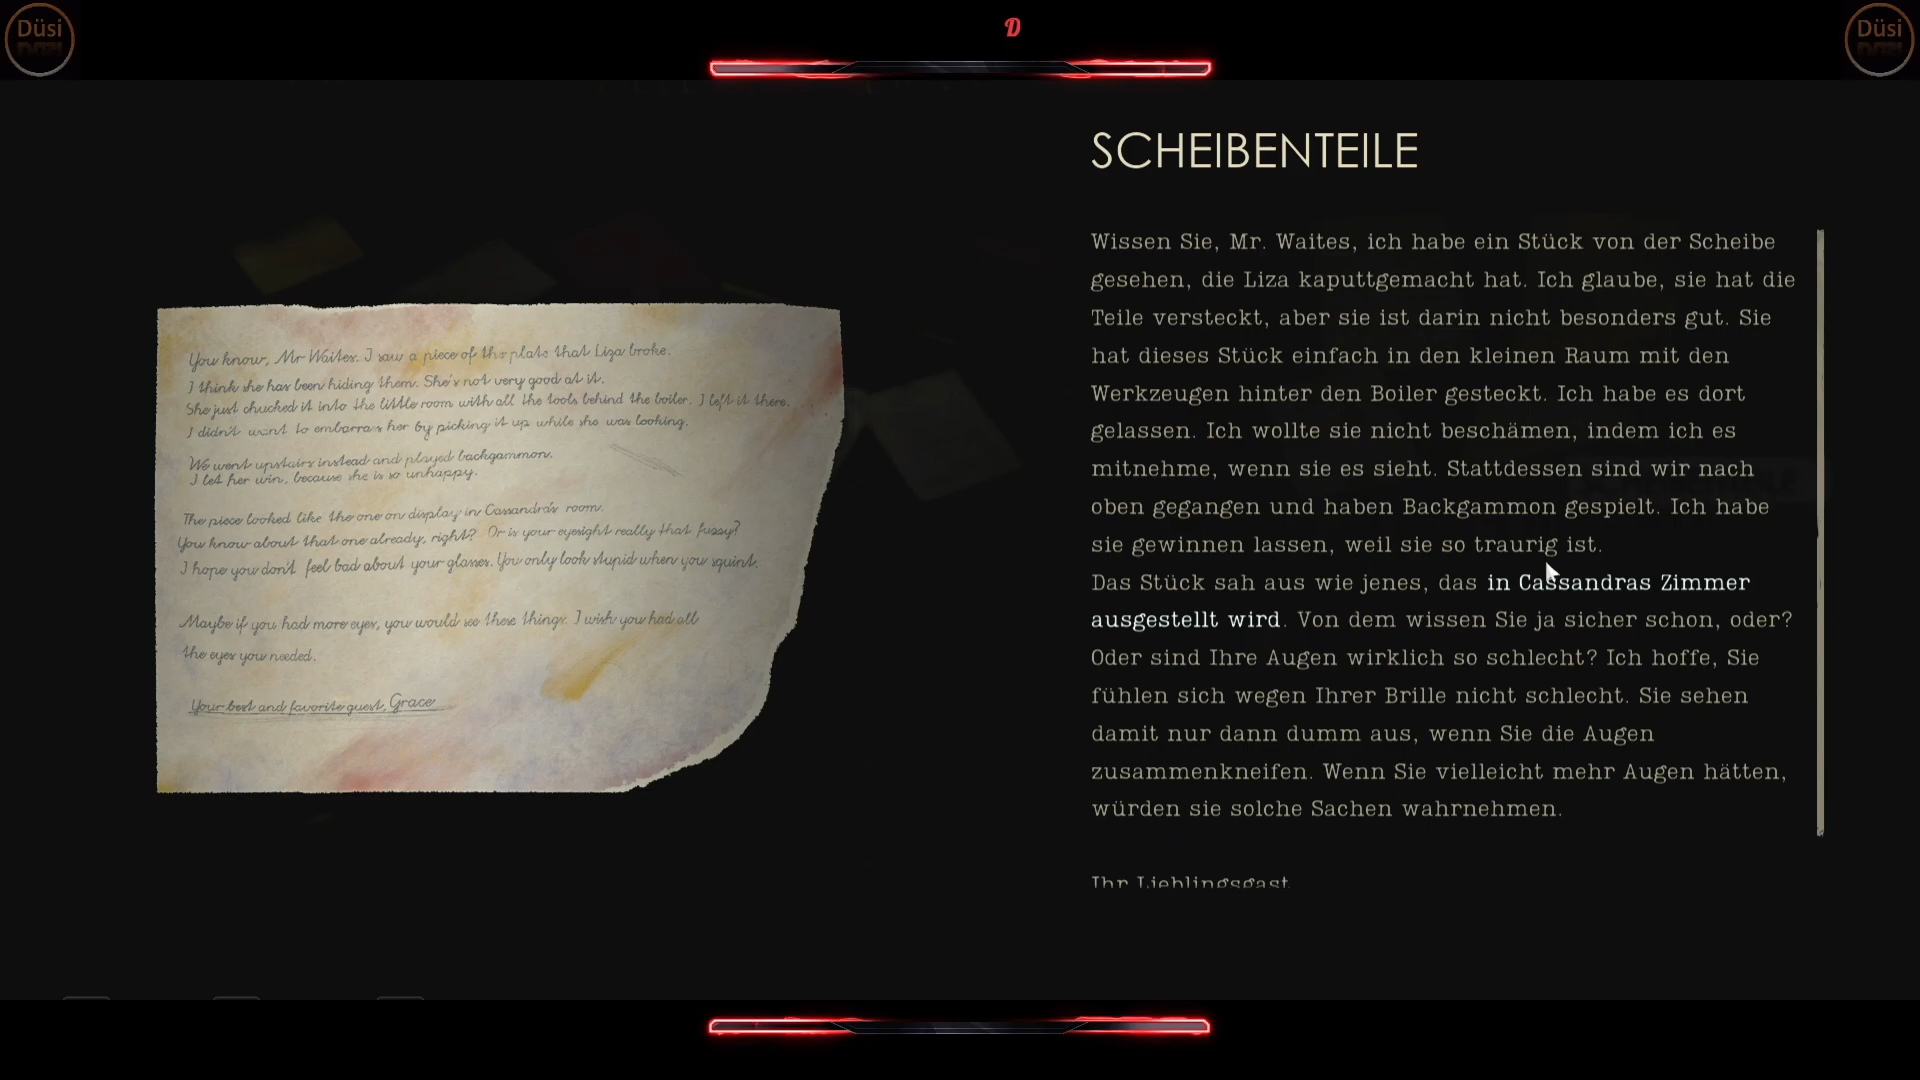 Düsi
D
Düsi
You know, Mr Waites. I saw a piece of the plate that Liza broke.
I think she has been hiding them. She's not very good at it.
She just chucked it into the little room with all the tools behind the boiler. I left it there.
I didn't want to embarrass her by picking it up while she was looking.
We went upstairs instead and played backgammon.
I let her win, because she is so unhappy.
The piece looked like the one on display in Cassandra's room.
You know about that one already, right? Or is your eyesight really that fussy?
I hope you don't feel bad about your glasses. You only look stupid when you squint.
Maybe if you had more eyes, you would see these things. I wish you had all
the eyes you needed.
Your best and favorite guest, Grace
SCHEIBENTEILE
Wissen Sie, Mr. Waites, ich habe ein Stück von der Scheibe
gesehen, die Liza kaputtgemacht hat. Ich glaube, sie hat die
Teile versteckt, aber sie ist darin nicht besonders gut. Sie
hat dieses Stück einfach in den kleinen Raum mit den
Werkzeugen hinter den Boiler gesteckt. Ich habe es dort
gelassen. Ich wollte sie nicht beschämen, indem ich es
mitnehme, wenn sie es sieht. Stattdessen sind wir nach
oben gegangen und haben Backgammon gespielt. Ich habe
sie gewinnen lassen, weil sie so traurig ist.
Das Stück sah aus wie jenes, das in Cassandras Zimmer
ausgestellt wird. Von dem wissen Sie ja sicher schon, oder?
Oder sind Ihre Augen wirklich so schlecht? Ich hoffe, Sie
fühlen sich wegen Ihrer Brille nicht schlecht. Sie sehen
damit nur dann dumm aus, wenn Sie die Augen
zusammenkneifen. Wenn Sie vielleicht mehr Augen hätten,
würden sie solche Sachen wahrnehmen.
Ihr Lieblingsgast